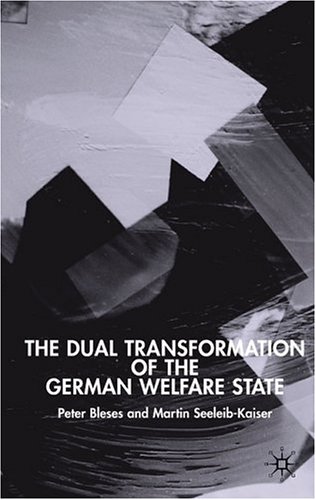 THE DUAL TRANSFORMATION
OF THE
GERMAN WELFARE STATE
Peter Bleses and Martin Seeleib-Kaiser